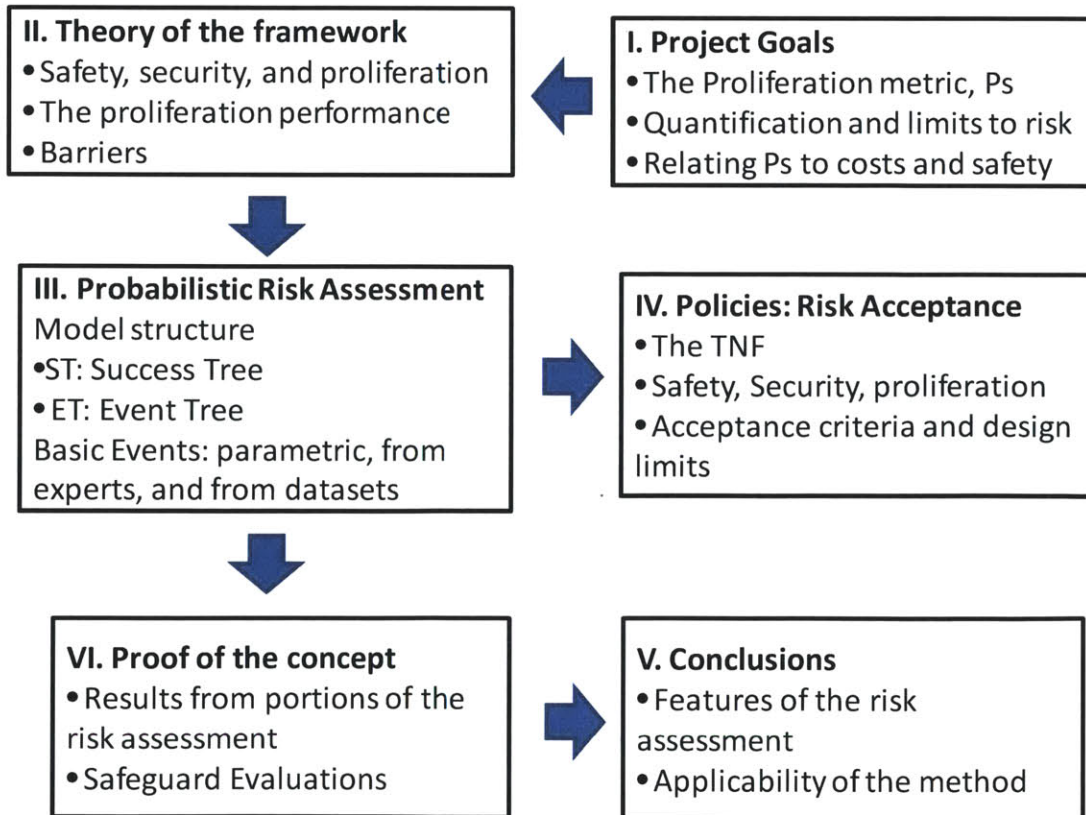 II. Theory of the framework
• Safety, security, and proliferation
• The proliferation performance
• Barriers
I. Project Goals
• The Proliferation metric, Ps
• Quantification and limits to risk
• Relating Ps to costs and safety
III. Probabilistic Risk Assessment
Model structure
•ST: Success Tree
• ET: Event Tree
Basic Events: parametric, from
experts, and from datasets
IV. Policies: Risk Acceptance
• The TNF
• Safety, Security, proliferation
• Acceptance criteria and design
limits
VI. Proof of the concept
• Results from portions of the
risk assessment
• Safeguard Evaluations
V. Conclusions
• Features of the risk
assessment
• Applicability of the method